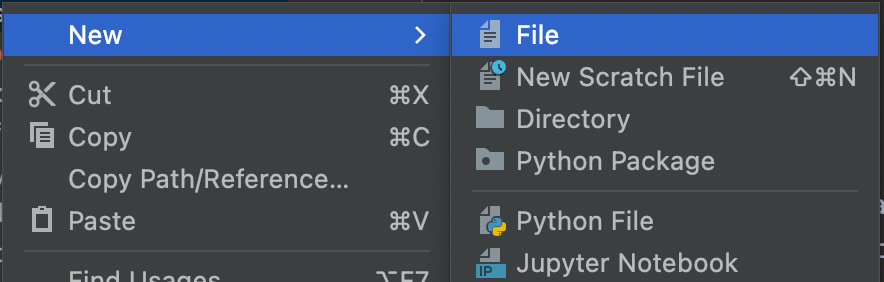 New
Cut ⌘X
Copy ⌘C
Copy Path/Reference...
Paste ⌘V
Find Usages ⌥F7
File
New Scratch File ⇧⌘N
Directory
Python Package
Python File
IP Jupyter Notebook